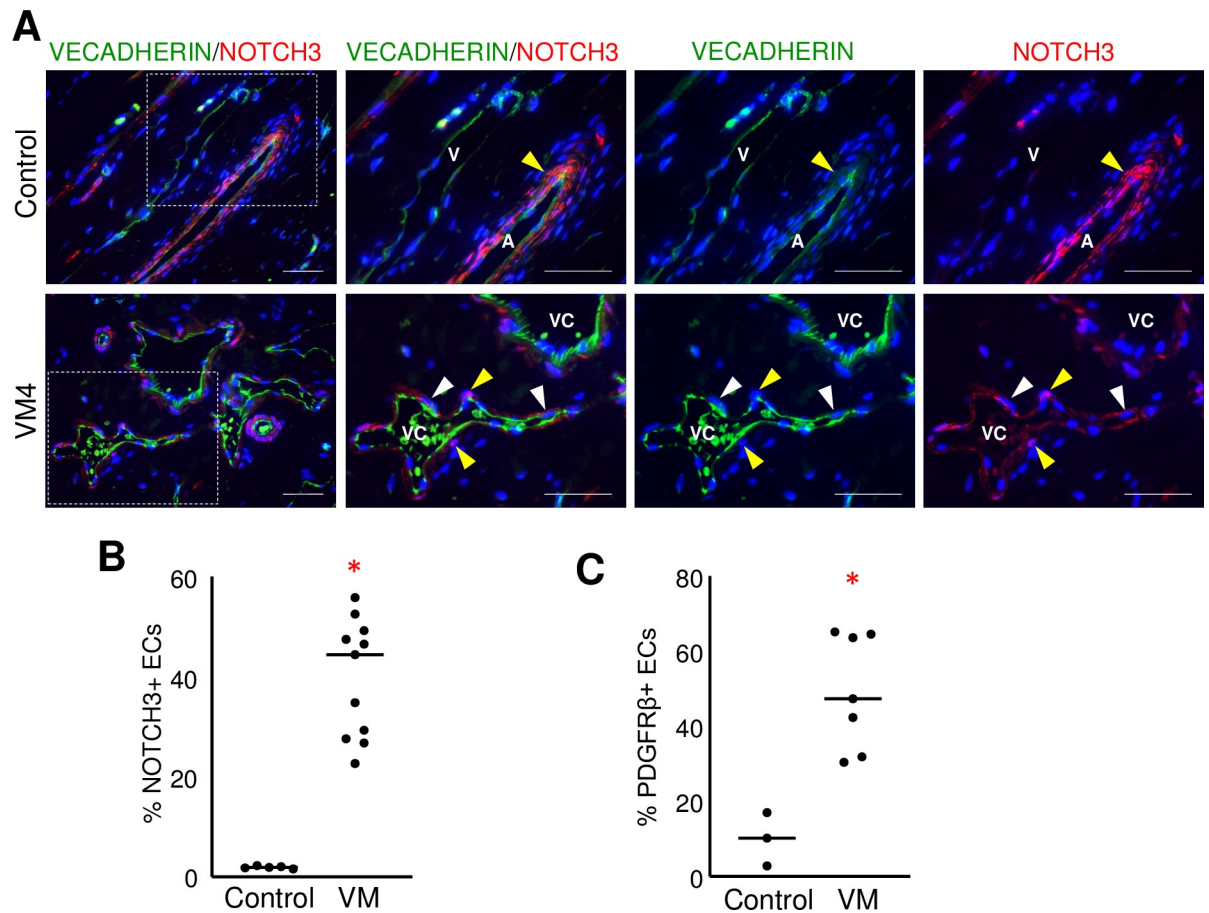 A
VECADHERIN/NOTCH3 VECADHERIN/NOTCH3 VECADHERIN NOTCH3
Control
V
A
V
A
V
A
VM4
VC
VC
VC
VC
VC
VC
B
% NOTCH3+ ECs
60
40
20
0
*
Control VM
C
% PDGFRβ+ ECs
80
60
40
20
0
*
Control VM